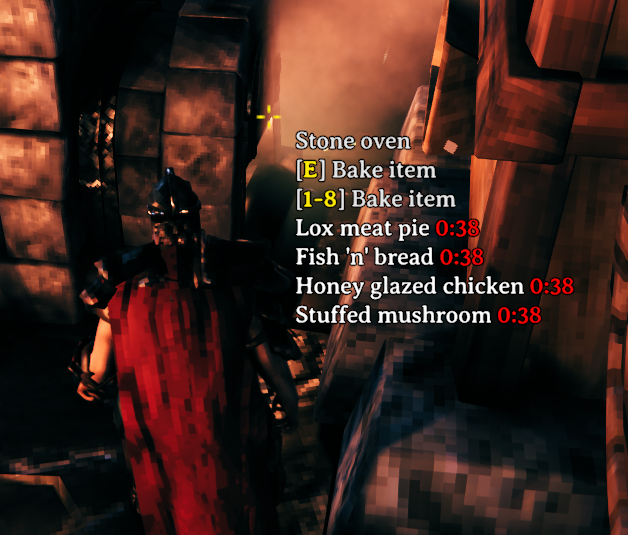 Stone oven
[E] Bake item
[1-8] Bake item
Lox meat pie 0:38
Fish 'n' bread 0:38
Honey glazed chicken 0:38
Stuffed mushroom 0:38